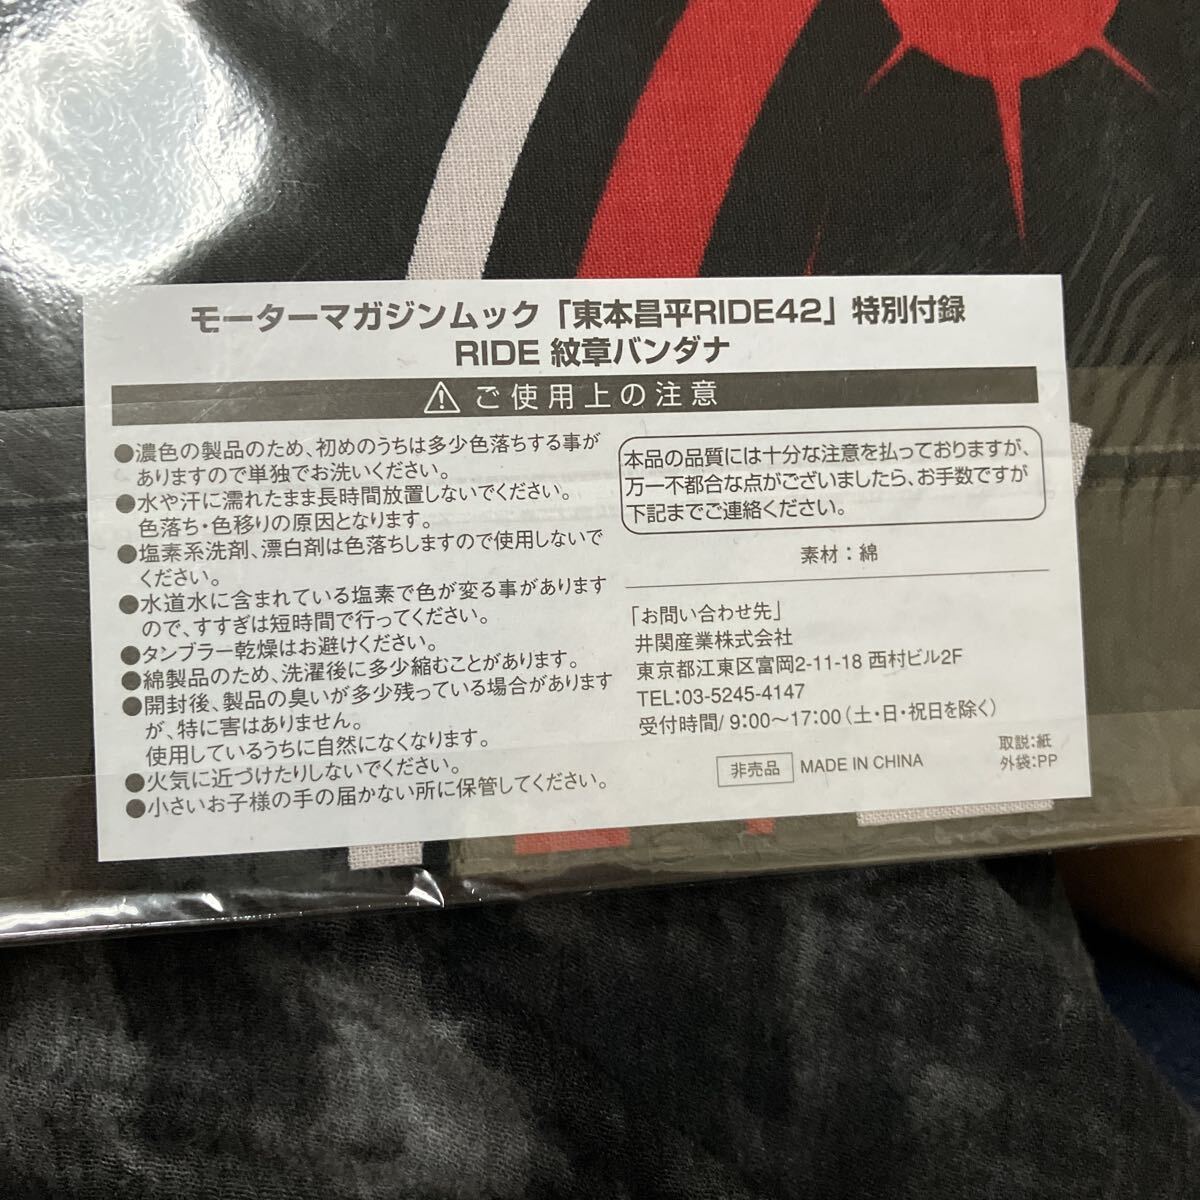 モーターマガジンムック「東本昌平RIDE42」特別付録
RIDE 紋章バンダナ
⚠ご使用上の注意
●濃色の製品のため、初めのうちは多少色落ちする事が
ありますので単独でお洗いください。
●水や汗に濡れたまま長時間放置しないでください。
色落ち・色移りの原因となります。
●塩素系洗剤、漂白剤は色落ちしますので使用しないで
ください。
●水道水に含まれている塩素で色が変る事があります
ので、すすぎは短時間で行ってください。
●タンブラー乾燥はお避けください。
●綿製品のため、洗濯後に多少縮むことがあります。
●開封後、製品の臭いが多少残っている場合があります
が、特に害はありません。
使用しているうちに自然になくなります。
●火気に近づけたりしないでください。
●小さいお子様の手の届かない所に保管してください。
本品の品質には十分な注意を払っておりますが、
万一不都合な点がございましたら、お手数ですが
下記までご連絡ください。
素材：綿
「お問い合わせ先」
井関産業株式会社
東京都江東区富岡2-11-18 西村ビル2F
TEL:03-5245-4147
受付時間/ 9:00～17:00（土・日・祝日を除く）
非売品 MADE IN CHINA
取説：紙
外袋：PP